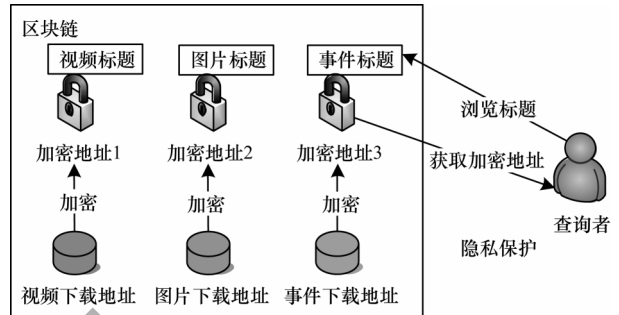 区块链
视频标题 图片标题 事件标题
浏览标题
加密地址1 加密地址2 加密地址3
获取加密地址
加密 加密 加密
查询者
隐私保护
视频下载地址 图片下载地址 事件下载地址